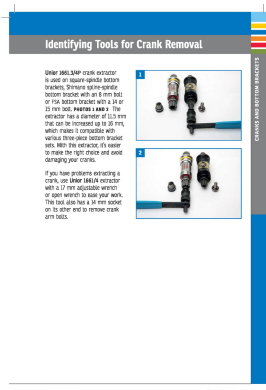 Identifying Tools for Crank Removal
Unior 1661.3/4P crank extractor
is used on square-spindle bottom
brackets, Shimano spline-spindle
bottom bracket with an 8 mm bolt
or FSA bottom bracket with a 14 or
15 mm bolt. PHOTOS 1 AND 2 The
extractor has a diameter of 11.5 mm
that can be increased up to 16 mm,
which makes it compatible with
various three-piece bottom bracket
sets. With this extractor, it's easier
to make the right choice and avoid
damaging your cranks.
If you have problems extracting a
crank, use Unior 1661/4 extractor
with a 17 mm adjustable wrench
or open wrench to ease your work.
This tool also has a 14 mm socket
on its other end to remove crank
arm bolts.
1
2
CRANKS AND BOTTOM BRACKETS